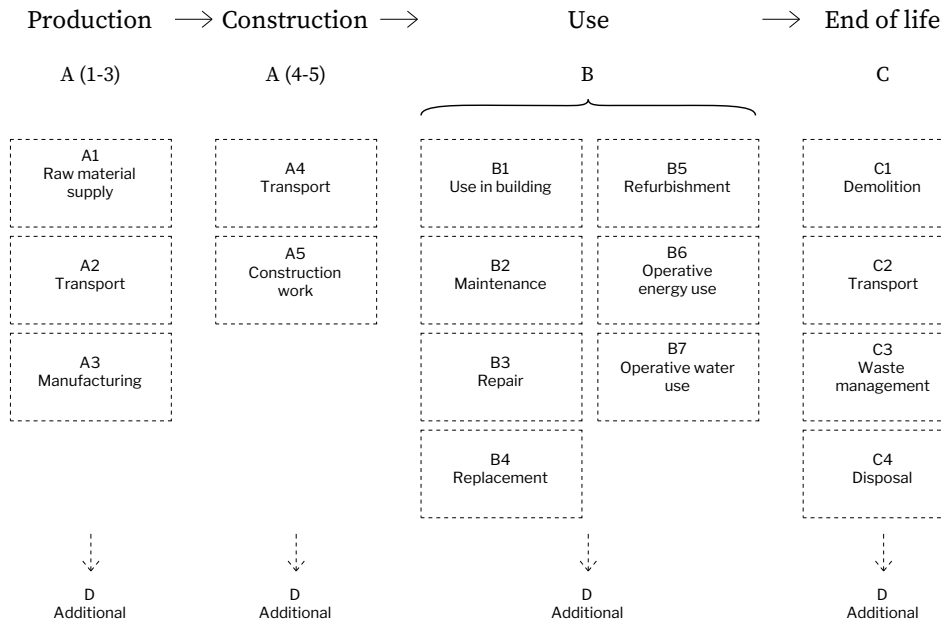 Production
Construction
Use
End of life
A (1-3)
A (4-5)
B
C
A1
Raw material
supply
A2
Transport
A3
Manufacturing
A4
Transport
A5
Construction
work
B1
Use in building
B2
Maintenance
B3
Repair
B4
Replacement
B5
Refurbishment
B6
Operative
energy use
B7
Operative water
use
C1
Demolition
C2
Transport
C3
Waste
management
C4
Disposal
D
Additional
D
Additional
D
Additional
D
Additional